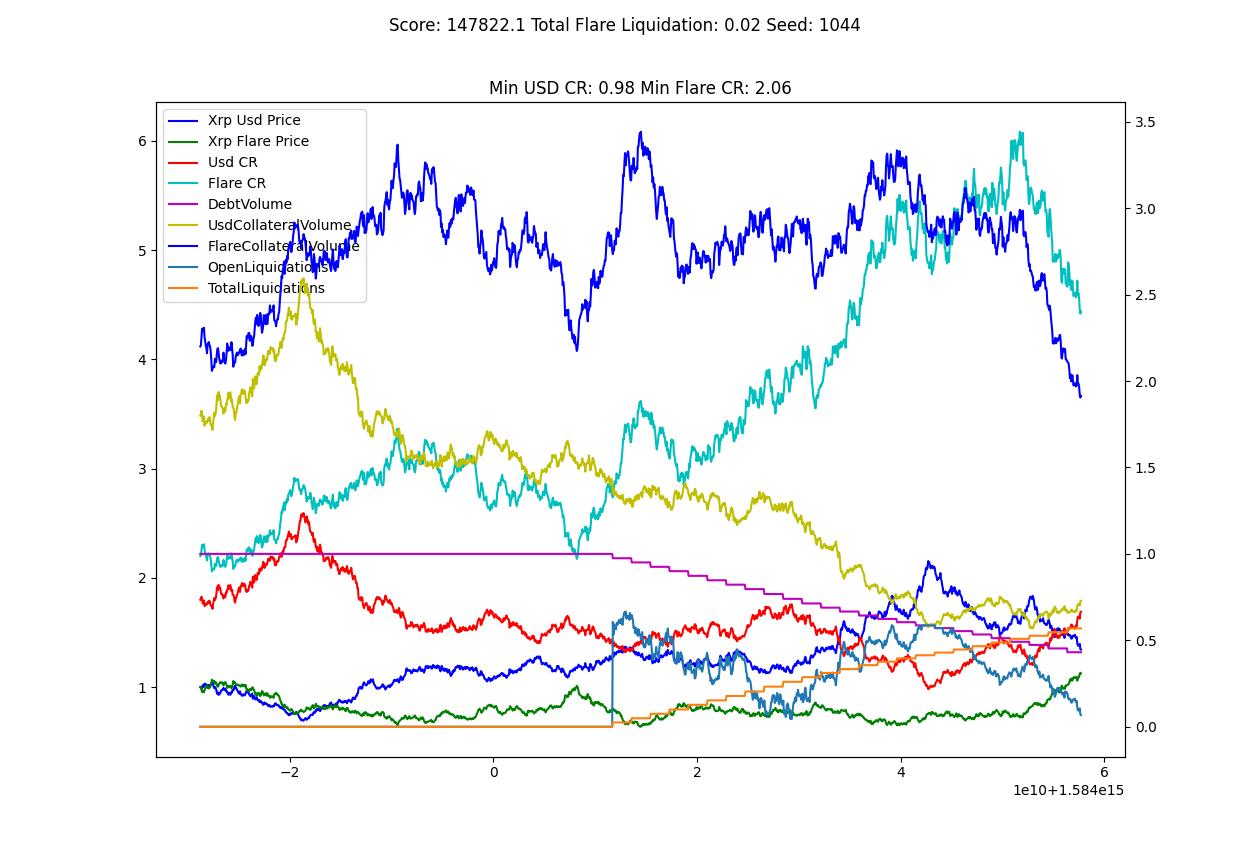 Score: 147822.1 Total Flare Liquidation: 0.02 Seed: 1044
Min USD CR: 0.98 Min Flare CR: 2.06
Xrp Usd Price
Xrp Flare Price
Usd CR
Flare CR
DebtVolume
UsdCollateralVolume
FlareCollateralVolume
OpenLiquidations
TotalLiquidations
6
5
4
3
2
1
3.5
3.0
2.5
2.0
1.5
1.0
0.5
0.0
−2
0
2
4
6
1e10+1.584e15